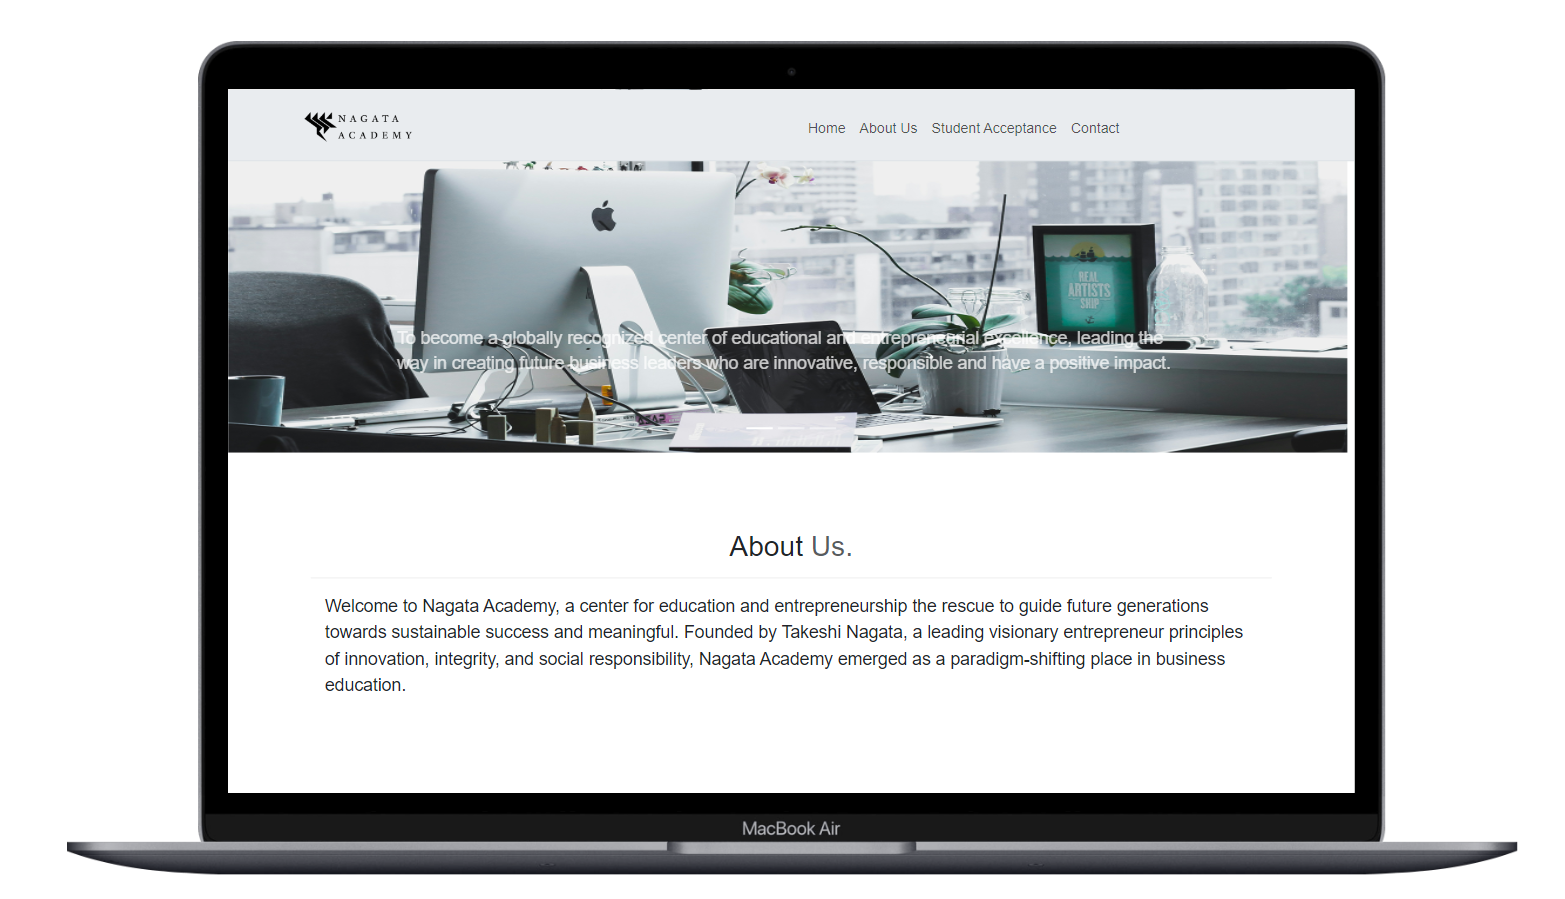 NAGATA
ACADEMY
Home About Us Student Acceptance Contact
REAL
ARTISTS
SHIP
To become a globally recognized center of educational and entrepreneurial excellence, leading the
way in creating future business leaders who are innovative, responsible and have a positive impact.
ASAP
About Us.
Welcome to Nagata Academy, a center for education and entrepreneurship the rescue to guide future generations
towards sustainable success and meaningful. Founded by Takeshi Nagata, a leading visionary entrepreneur principles
of innovation, integrity, and social responsibility, Nagata Academy emerged as a paradigm-shifting place in business
education.
MacBook Air